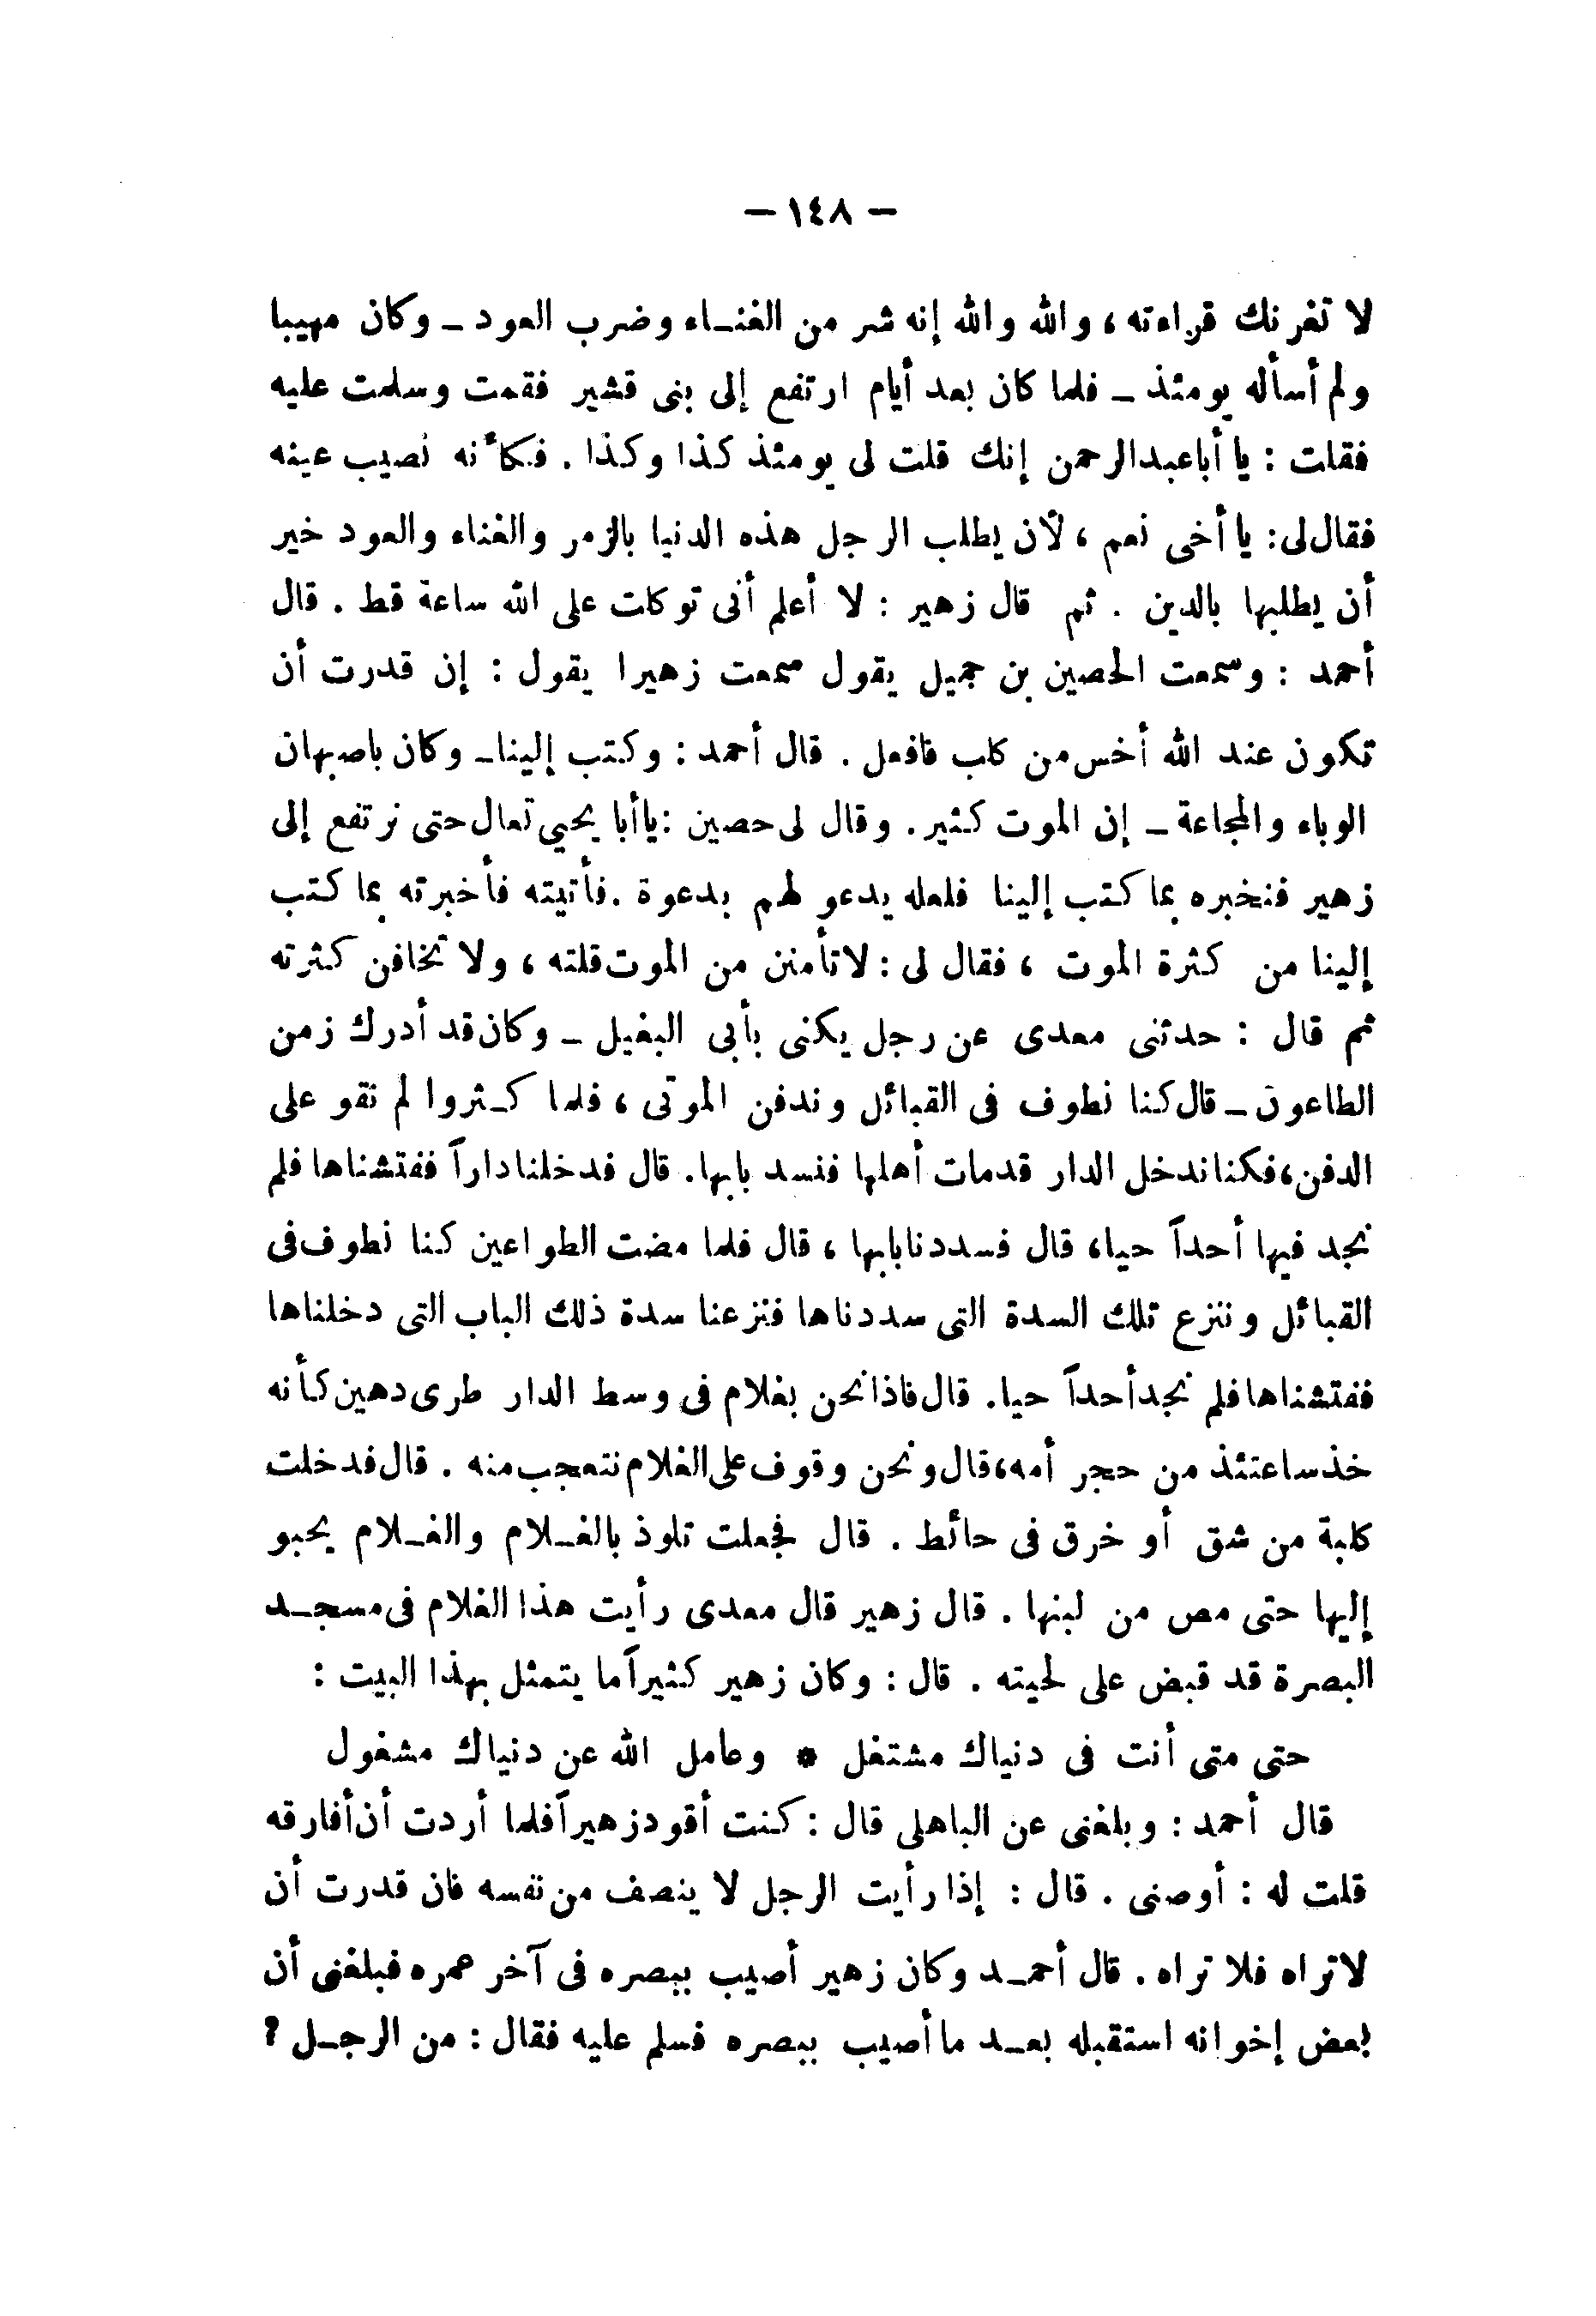 — ١٤٨ —
لا تغرنك قراءته، والله والله إنه شر من الغنـاء وضرب العود ـ وكان مهيبا
ولم أسأله يومئذ ـ فلما كان بعد أيام ارتفع إلى بنى قشير فقمت وسلمت عليه
فقلت : يا أبا عبد الرحمن إنك قلت لى يومئذ كذا وكذا . فكأنه نصيب عينه
فقال لى: يا أخى نعم ، لأن يطلب الرجل هذه الدنيا بالزمر والغناء والعود خير
أن يطلبها بالدين . ثم قال زهير : لا أعلم أنى توكلت على الله ساعة قط . قال
أحمد : وسمعت الحصين بن جميل يقول سمعت زهيرا يقول : إن قدرت أن
تكون عند الله أخس من كلب فافعل . قال أحمد : وكتب إلينا ـ وكان باصبهان
الوباء والمجاعة ـ إن الموت كثير. وقال لى حصين :يا أبا يحيى تعال حتى نرتفع إلى
زهير فنخبره بما كتب إلينا فلعله يدعو لهم بدعوة .فأتيته فأخبرته بما كتب
إلينا من كثرة الموت ، فقال لى : لا تأمنن من الموت قلته ، ولا تخافن كثرته
ثم قال : حدثنى معدى عن رجل يكنى بأبى البغيل ـ وكان قد أدرك زمن
الطاعون ـ قال كنا نطوف فى القبائل وندفن الموتى ، فلما كـثروا لم نقو على
الدفن، فكنا ندخل الدار قد مات أهلها فنسد بابها. قال فدخلنا داراً ففتشناها فلم
نجد فيها أحداً حيا، قال فسددنا بابها ، قال فلما مضت الطواعين كنا نطوف فى
القبائل وننزع تلك السدة التى سددناها فنزعنا سدة ذلك الباب التى دخلناها
ففتشناها فلم نجد أحداً حيا. قال فاذا نحن بغلام فى وسط الدار طرى دهين كأنه
خذ ساعتئذ من حجر أمه، قال ونحن وقوف على الغلام نتعجب منه . قال فدخلت
كلبة من شق أو خرق فى حائط . قال فجعلت تلوذ بالغـلام والغـلام يحبو
إليها حتى مص من لبنها . قال زهير قال معدى رأيت هذا الغلام فى مسجـد
البصرة قد قبض على لحيته . قال : وكان زهير كثيراً ما يتمثل بهذا البيت :
حتى متى أنت فى دنياك مشتغل * وعامل الله عن دنياك مشغول
قال أحمد : وبلغنى عن الباهلى قال : كنت أقود زهيراً فلما أردت أن أفارقه
قلت له : أوصنى . قال : إذا رأيت الرجل لا ينصف من نفسه فان قدرت أن
لا تراه فلا تراه . قال أحمـد وكان زهير أصيب ببصره فى آخر عمره فبلغنى أن
بعض إخوانه استقبله بعـد ما أصيب ببصره فسلم عليه فقال : من الرجـل ؟